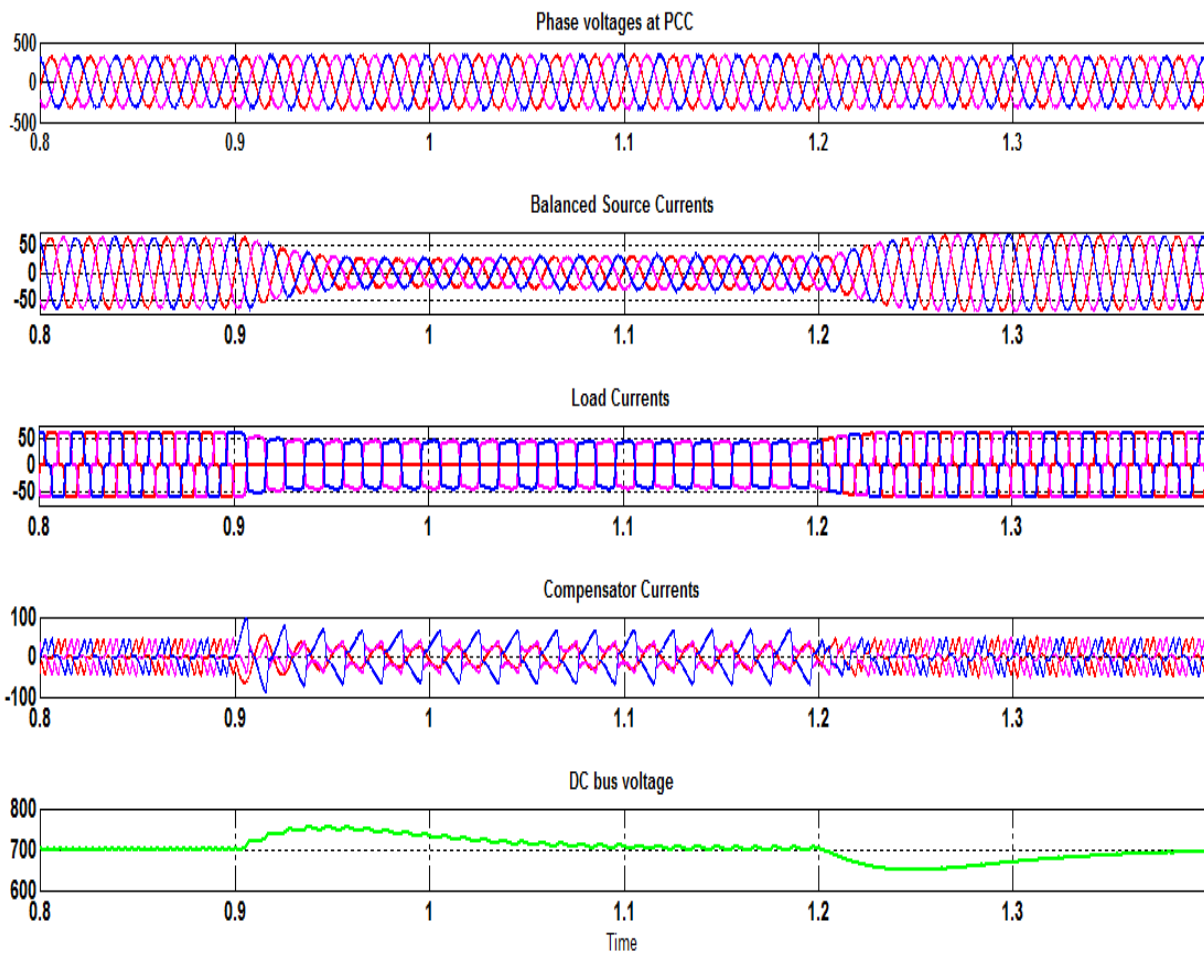 Phase voltages at PCC
500
0
-500
0.8 0.9 1 1.1 1.2 1.3
Balanced Source Currents
50
0
-50
0.8 0.9 1 1.1 1.2 1.3
Load Currents
50
0
-50
0.8 0.9 1 1.1 1.2 1.3
Compensator Currents
100
0
-100
0.8 0.9 1 1.1 1.2 1.3
DC bus voltage
800
700
600
0.8 0.9 1 1.1 1.2 1.3
Time